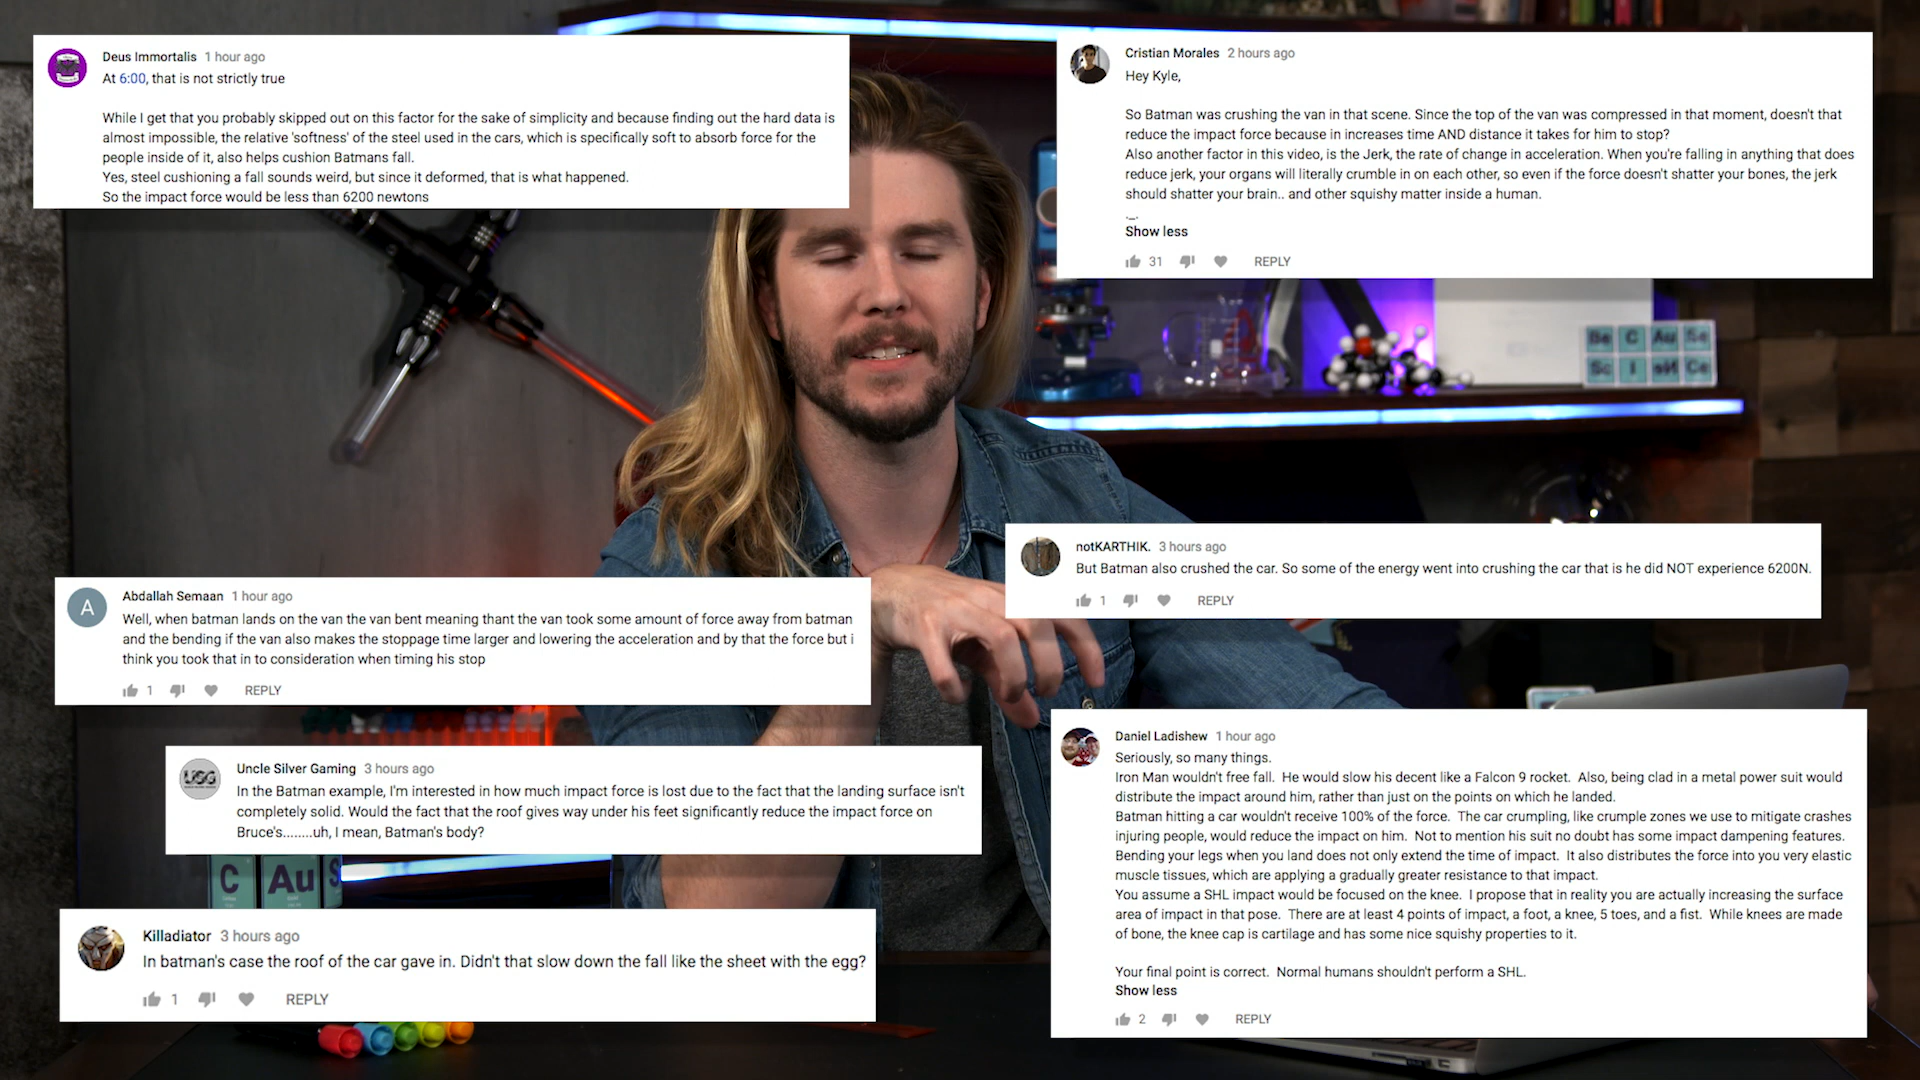 Deus Immortalis 1 hour ago
At 6:00, that is not strictly true
While I get that you probably skipped out on this factor for the sake of simplicity and because finding out the hard data is
almost impossible, the relative 'softness' of the steel used in the cars, which is specifically soft to absorb force for the
people inside of it, also helps cushion Batmans fall.
Yes, steel cushioning a fall sounds weird, but since it deformed, that is what happened.
So the impact force would be less than 6200 newtons
Cristian Morales 2 hours ago
Hey Kyle,
So Batman was crushing the van in that scene. Since the top of the van was compressed in that moment, doesn't that
reduce the impact force because in increases time AND distance it takes for him to stop?
Also another factor in this video, is the Jerk, the rate of change in acceleration. When you're falling in anything that does
reduce jerk, your organs will literally crumble in on each other, so even if the force doesn't shatter your bones, the jerk
should shatter your brain.. and other squishy matter inside a human.
._.
Show less
31 REPLY
Be C Au Se
Sc I eN Ce
notKARTHIK. 3 hours ago
But Batman also crushed the car. So some of the energy went into crushing the car that is he did NOT experience 6200N.
1 REPLY
A
Abdallah Semaan 1 hour ago
Well, when batman lands on the van the van bent meaning thant the van took some amount of force away from batman
and the bending if the van also makes the stoppage time larger and lowering the acceleration and by that the force but i
think you took that in to consideration when timing his stop
1 REPLY
USG
Uncle Silver Gaming 3 hours ago
In the Batman example, I'm interested in how much impact force is lost due to the fact that the landing surface isn't
completely solid. Would the fact that the roof gives way under his feet significantly reduce the impact force on
Bruce's........uh, I mean, Batman's body?
C Au S
Killadiator 3 hours ago
In batman's case the roof of the car gave in. Didn't that slow down the fall like the sheet with the egg?
1 REPLY
Daniel Ladishew 1 hour ago
Seriously, so many things.
Iron Man wouldn't free fall. He would slow his decent like a Falcon 9 rocket. Also, being clad in a metal power suit would
distribute the impact around him, rather than just on the points on which he landed.
Batman hitting a car wouldn't receive 100% of the force. The car crumpling, like crumple zones we use to mitigate crashes
injuring people, would reduce the impact on him. Not to mention his suit no doubt has some impact dampening features.
Bending your legs when you land does not only extend the time of impact. It also distributes the force into you very elastic
muscle tissues, which are applying a gradually greater resistance to that impact.
You assume a SHL impact would be focused on the knee. I propose that in reality you are actually increasing the surface
area of impact in that pose. There are at least 4 points of impact, a foot, a knee, 5 toes, and a fist. While knees are made
of bone, the knee cap is cartilage and has some nice squishy properties to it.
Your final point is correct. Normal humans shouldn't perform a SHL.
Show less
2 REPLY